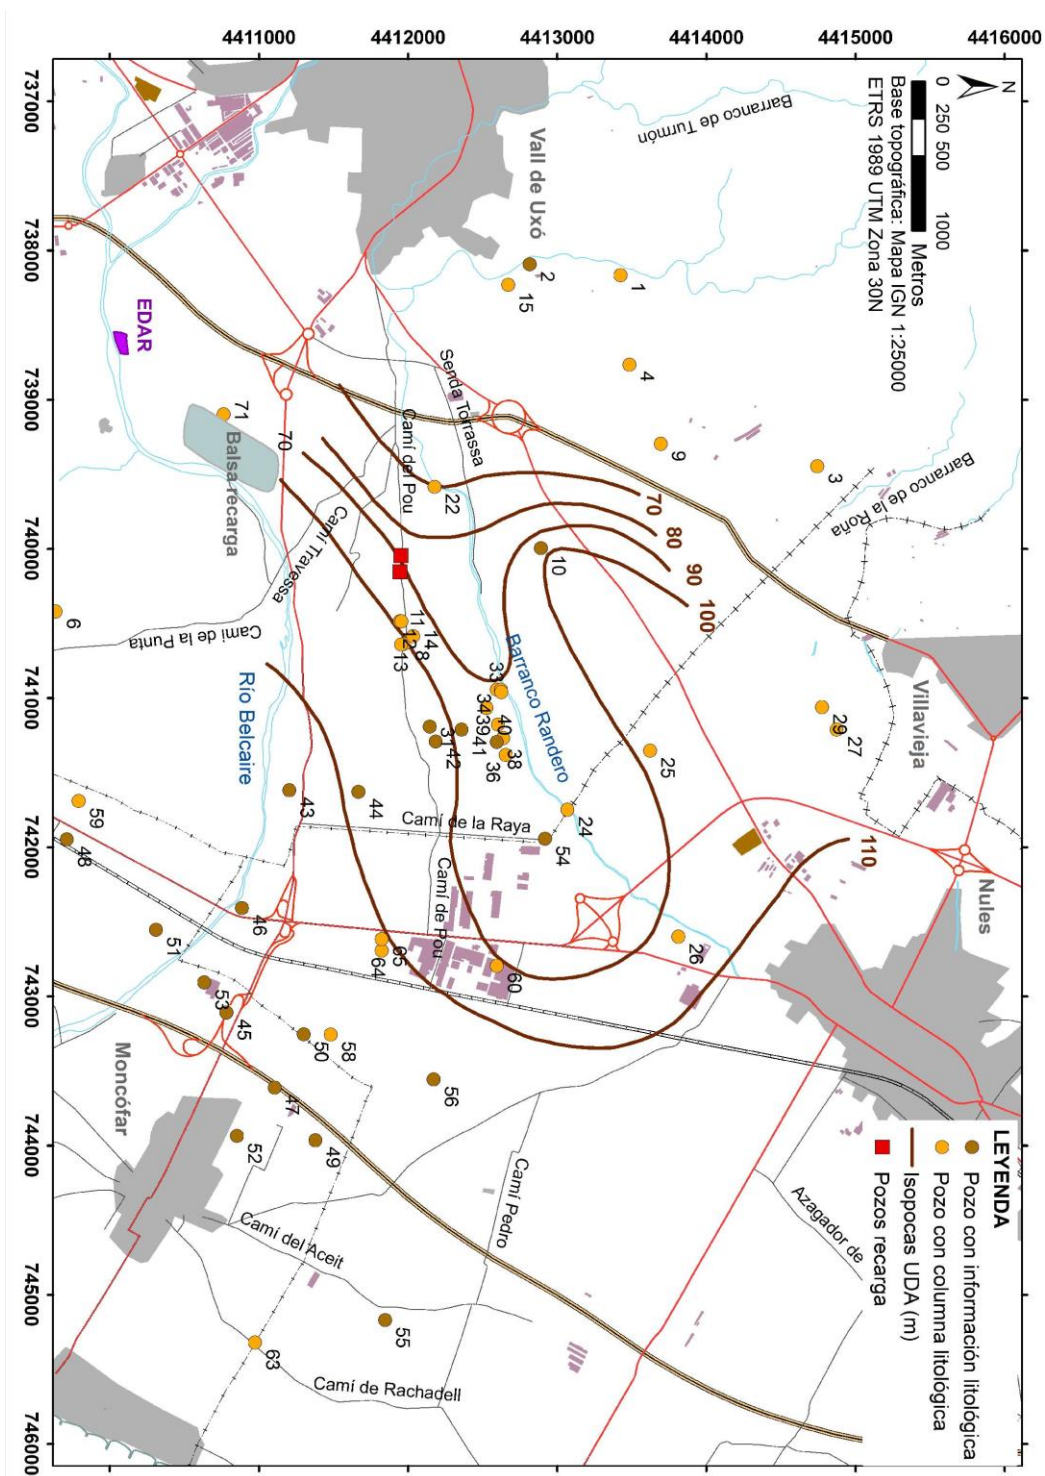 4411000
4412000
4413000
4414000
4415000
4416000
737000
738000
739000
740000
741000
742000
743000
744000
745000
746000
N
0 250 500 1000
Metros
Base topográfica: Mapa IGN 1:25000
ETRS 1989 UTM Zona 30N
Barranco de Turmón
Vall de Uxó
EDAR
2
15
1
4
9
3
Senda Torrassa
Camí del Pou
71
Balsa recarga
70
Camí Travessa
22
70
80
90
100
110
Barranco de la Roña
10
6
Cami de la Punta
Río Belcaire
11
12
13
14
8
33
34
39
40
Barranco Randero
31
42
41
36
38
25
29
27
Villavieja
59
48
43
44
Camí de la Raya
24
54
Nules
46
51
Camí de Pou
65
64
60
26
53
45
50
58
56
Moncófar
47
52
49
Camí Pedro
Azagador de
Camí del Aceit
55
63
Camí de Rachadell
LEYENDA
Pozo con información litológica
Pozo con columna litológica
Isopocas UDA (m)
Pozos recarga